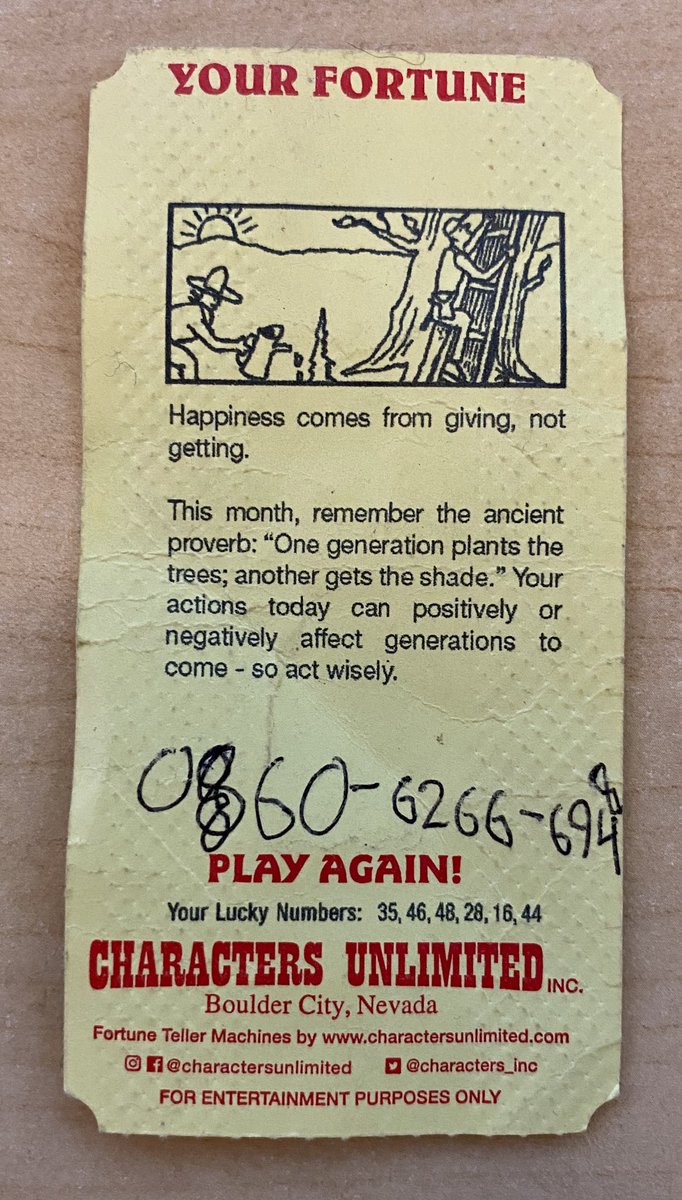 YOUR FORTUNE
Happiness comes from giving, not
getting.
This month, remember the ancient
proverb: “One generation plants the
trees; another gets the shade.” Your
actions today can positively or
negatively affect generations to
come - so act wisely.
0860-6266-6948
PLAY AGAIN!
Your Lucky Numbers: 35, 46, 48, 28, 16, 44
CHARACTERS UNLIMITED INC.
Boulder City, Nevada
Fortune Teller Machines by www.charactersunlimited.com
@charactersunlimited @characters_inc
FOR ENTERTAINMENT PURPOSES ONLY